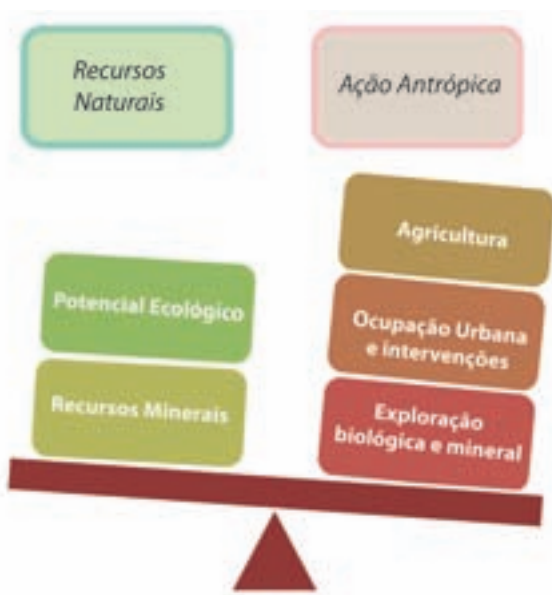 Recursos
Naturais
Ação Antrópica
Potencial Ecológico
Recursos Minerais
Agricultura
Ocupação Urbana
e intervenções
Exploração
biológica e mineral